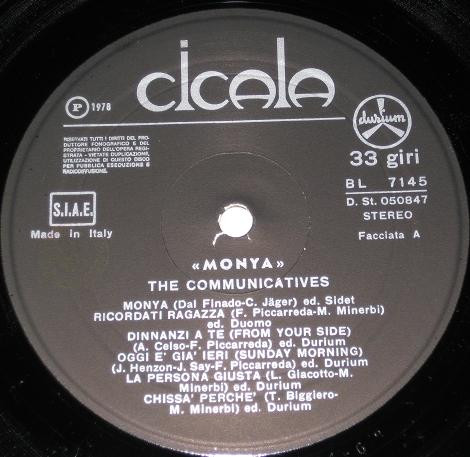 cicala
P 1978
durium
RISERVATI TUTTI I DIRITTI DEL PRO-
DUTTORE FONOGRAFICO E DEL
PROPRIETARIO DELL'OPERA REGI-
STRATA - VIETATE DUPLICAZIONE,
UTILIZZAZIONE DI QUESTO DISCO
PER PUBBLICA ESECUZIONE E
RADIODIFFUSIONE.
33 giri
BL 7145
D. St. 050847
STEREO
S.I.A.E.
Made in Italy
Facciata A
«MONYA»
THE COMMUNICATIVES
MONYA (Dal Finado-C. Jäger) ed. Sidet
RICORDATI RAGAZZA (F. Piccarreda-M. Minerbi)
ed. Duomo
DINNANZI A TE (FROM YOUR SIDE)
(A. Celso-F. Piccarreda) ed. Durium
OGGI E' GIA' IERI (SUNDAY MORNING)
(J. Henzon-J. Say-F. Piccarreda) ed. Durium
LA PERSONA GIUSTA (L. Giacotto-M.
Minerbi) ed. Durium
CHISSA' PERCHE' (T. Biggiero-
M. Minerbi) ed. Durium